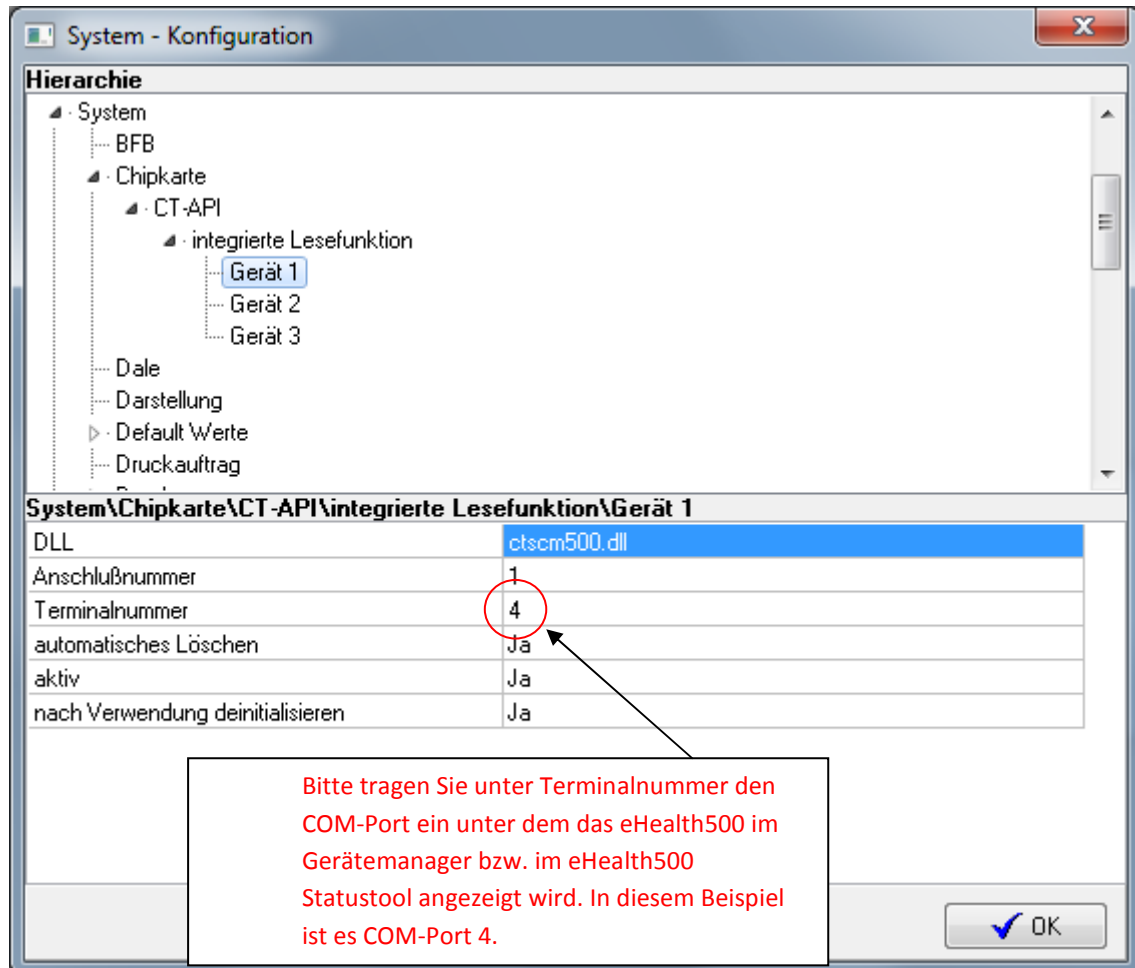 System - Konfiguration
Hierarchie
System
BFB
Chipkarte
CT-API
integrierte Lesefunktion
Gerät 1
Gerät 2
Gerät 3
Dale
Darstellung
Default Werte
Druckauftrag
System\Chipkarte\CT-API\integrierte Lesefunktion\Gerät 1
DLL ctscm500.dll
Anschlußnummer 1
Terminalnummer 4
automatisches Löschen Ja
aktiv Ja
nach Verwendung deinitialisieren Ja
Bitte tragen Sie unter Terminalnummer den
COM-Port ein unter dem das eHealth500 im
Gerätemanager bzw. im eHealth500
Statustool angezeigt wird. In diesem Beispiel
ist es COM-Port 4.
OK